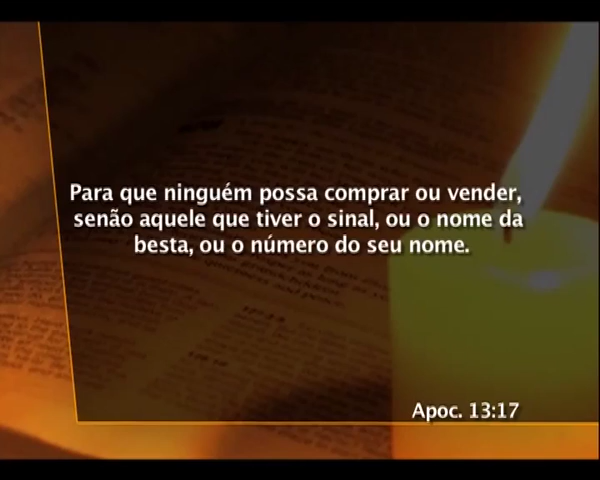 Para que ninguém possa comprar ou vender,
senão aquele que tiver o sinal, ou o nome da
besta, ou o número do seu nome.
Apoc. 13:17